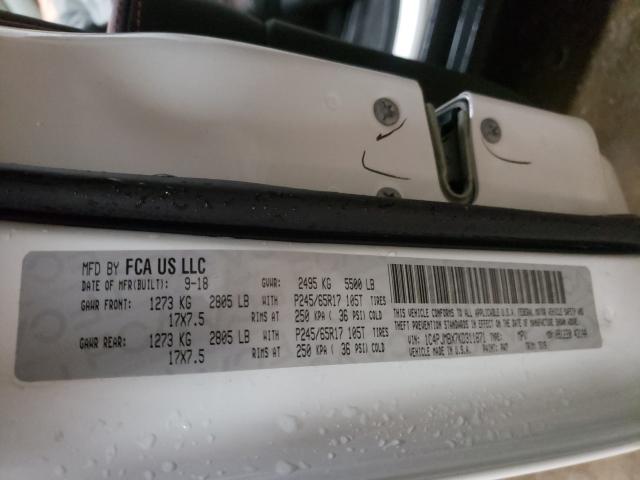 MFD BY FCA US LLC
DATE OF MFR(BUILT): 9-18 GVWR: 2495 KG 5500 LB
GAWR FRONT: 1273 KG 2805 LB WITH P245/65R17 105T TIRES
17X7.5 RIMS AT 250 KPA ( 36 PSI) COLD
GAWR REAR: 1273 KG 2805 LB WITH P245/65R17 105T TIRES
17X7.5 RIMS AT 250 KPA ( 36 PSI) COLD
THIS VEHICLE CONFORMS TO ALL APPLICABLE U.S.A. FEDERAL MOTOR VEHICLE SAFETY AND
THEFT PREVENTION STANDARDS IN EFFECT ON THE DATE OF MANUFACTURE SHOWN ABOVE.
VIN: TYPE: MPV
VEHICLE MADE IN U.S.A. PAINT: PW7 TRIM: